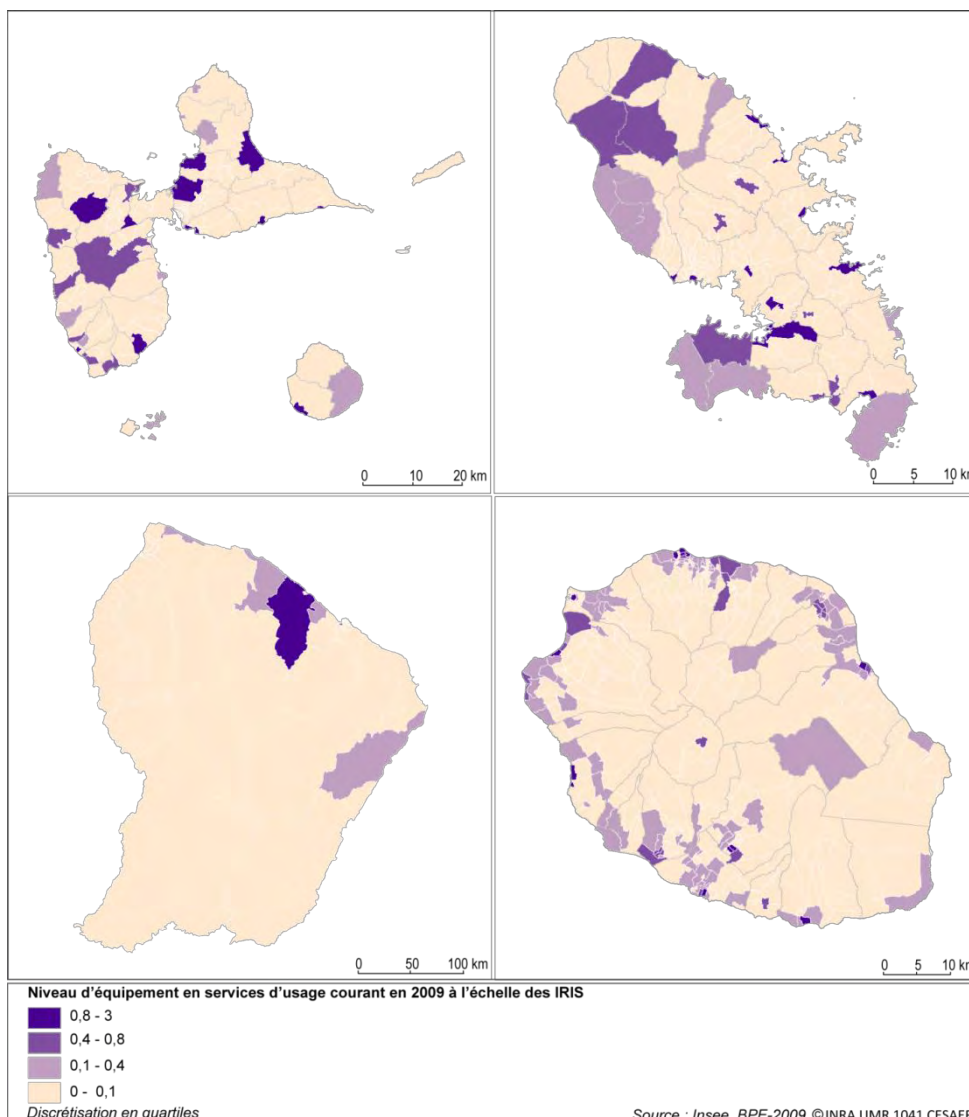 0 10 20 km
0 5 10 km
0 50 100 km
0 5 10 km
Niveau d'équipement en services d'usage courant en 2009 à l'échelle des IRIS
0,8 - 3
0,4 - 0,8
0,1 - 0,4
0 - 0,1
Discrétisation en quartiles
Source : Insee, BPE-2009 ©INRA UMR 1041 CESAER